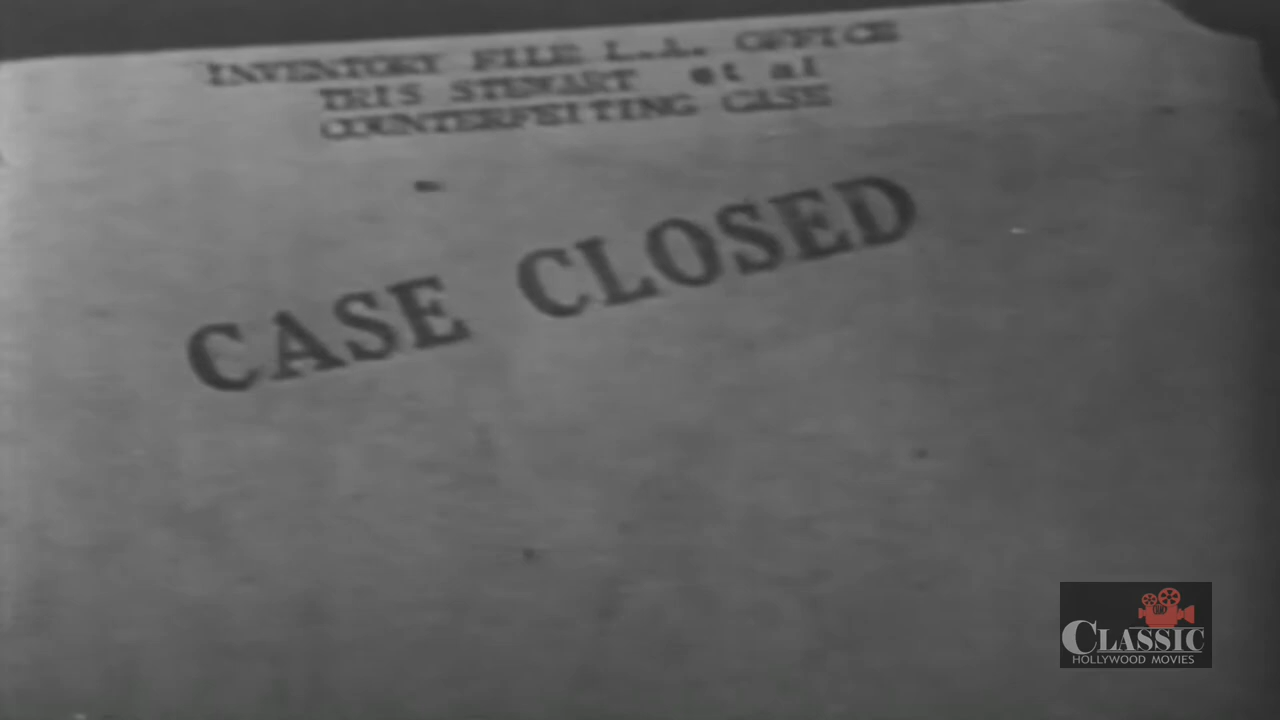 INVENTORY FILE L.A. OFFICE
TRIS STEWART et al
COUNTERFEITING CASE
CASE CLOSED
CLASSIC
HOLLYWOOD MOVIES